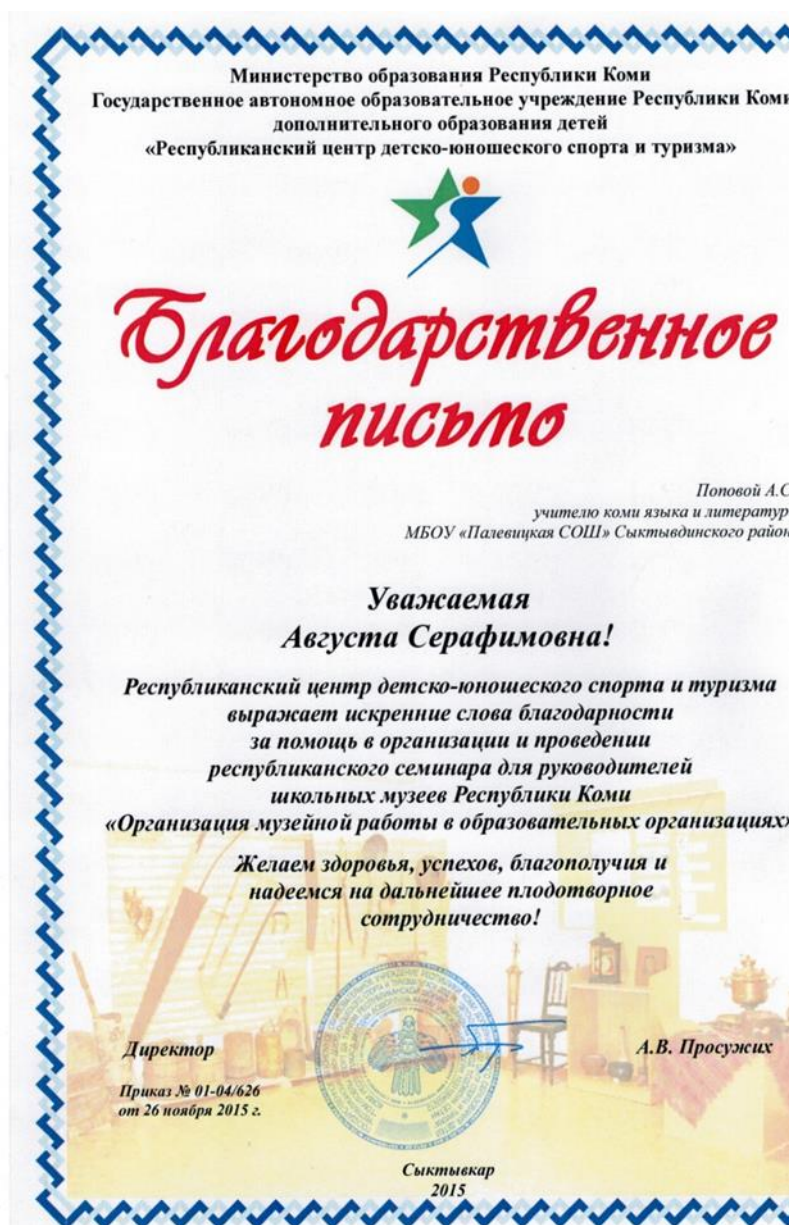 Министерство образования Республики Коми
Государственное автономное образовательное учреждение Республики Коми
дополнительного образования детей
«Республиканский центр детско-юношеского спорта и туризма»
Благодарственное
письмо
Поповой А.С
учителю коми языка и литератур
МБОУ «Палевицкая СОШ» Сыктывдинского район
Уважаемая
Августа Серафимовна!
Республиканский центр детско-юношеского спорта и туризма
выражает искренние слова благодарности
за помощь в организации и проведении
республиканского семинара для руководителей
школьных музеев Республики Коми
«Организация музейной работы в образовательных организациях»
Желаем здоровья, успехов, благополучия и
надеемся на дальнейшее плодотворное
сотрудничество!
Директор
А.В. Просужих
Приказ № 01-04/626
от 26 ноября 2015 г.
Сыктывкар
2015